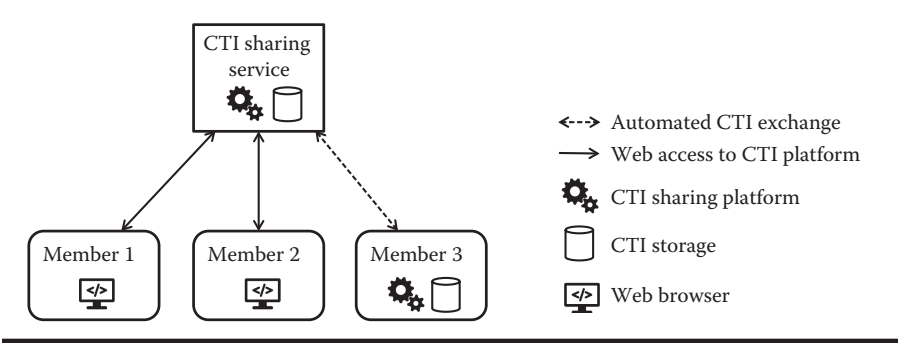 CTI sharing
service
Member 1
</>
Member 2
</>
Member 3
Automated CTI exchange
Web access to CTI platform
CTI sharing platform
CTI storage
</>
Web browser